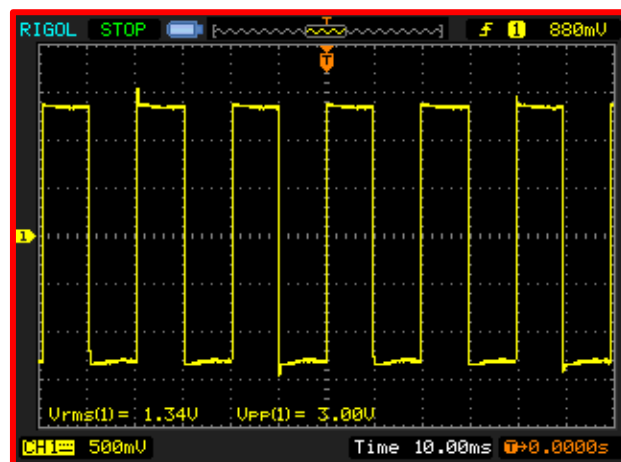 RIGOL STOP T f 1 880mV
T
1
Vrms(1)= 1.34V Vpp(1)= 3.00V
CH1 500mV Time 10.00ms T→0.0000s